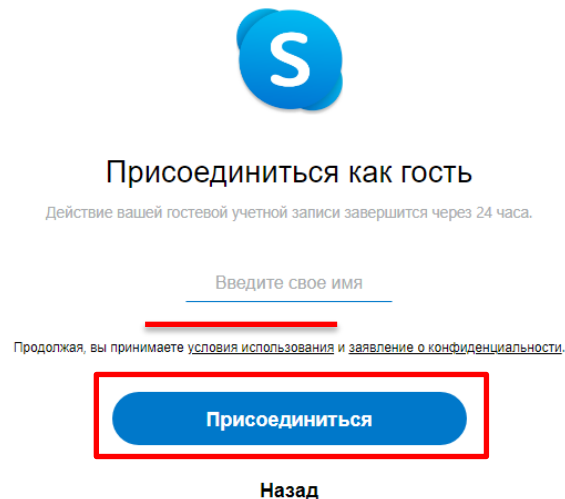 S
Присоединиться как гость
Действие вашей гостевой учетной записи завершится через 24 часа.
Введите свое имя
Продолжая, вы принимаете условия использования и заявление о конфиденциальности.
Присоединиться
Назад